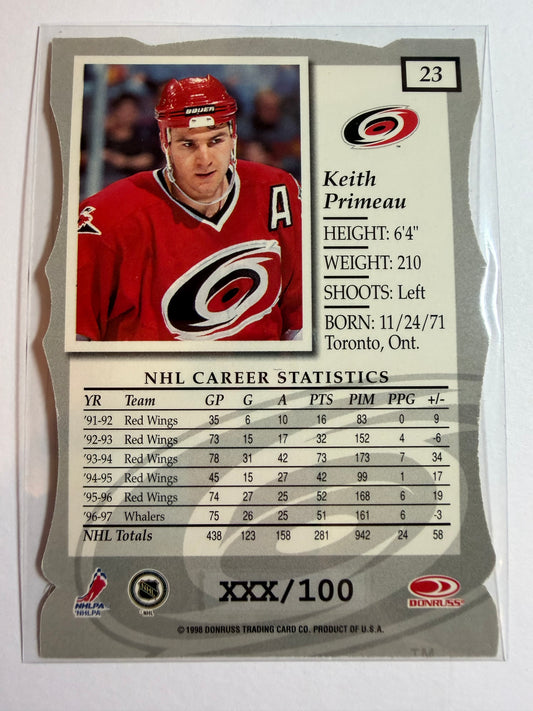 23
BAUER
A
TM
Keith
Primeau
HEIGHT: 6'4"
WEIGHT: 210
SHOOTS: Left
BORN: 11/24/71
Toronto, Ont.
NHL CAREER STATISTICS
YR Team GP G A PTS PIM PPG +/-
'91-92 Red Wings 35 6 10 16 83 0 9
'92-93 Red Wings 73 15 17 32 152 4 -6
'93-94 Red Wings 78 31 42 73 173 7 34
'94-95 Red Wings 45 15 27 42 99 1 17
'95-96 Red Wings 74 27 25 52 168 6 19
'96-97 Whalers 75 26 25 51 161 6 -3
NHL Totals 438 123 158 281 942 24 58
NHLPA
NHLPA
NHL
XXX/100
DONRUSS
© 1998 DONRUSS TRADING CARD CO. PRODUCT OF U.S.A.
TM